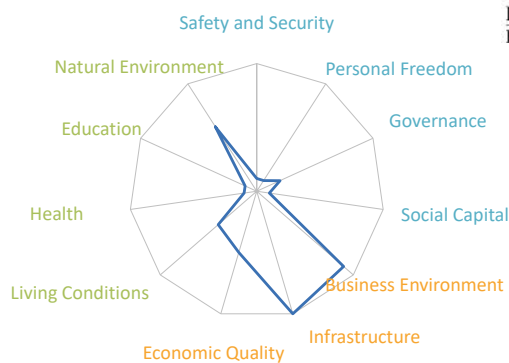 Safety and Security
Natural Environment
Personal Freedom
Education
Governance
Health
Social Capital
Living Conditions
Business Environment
Economic Quality
Infrastructure